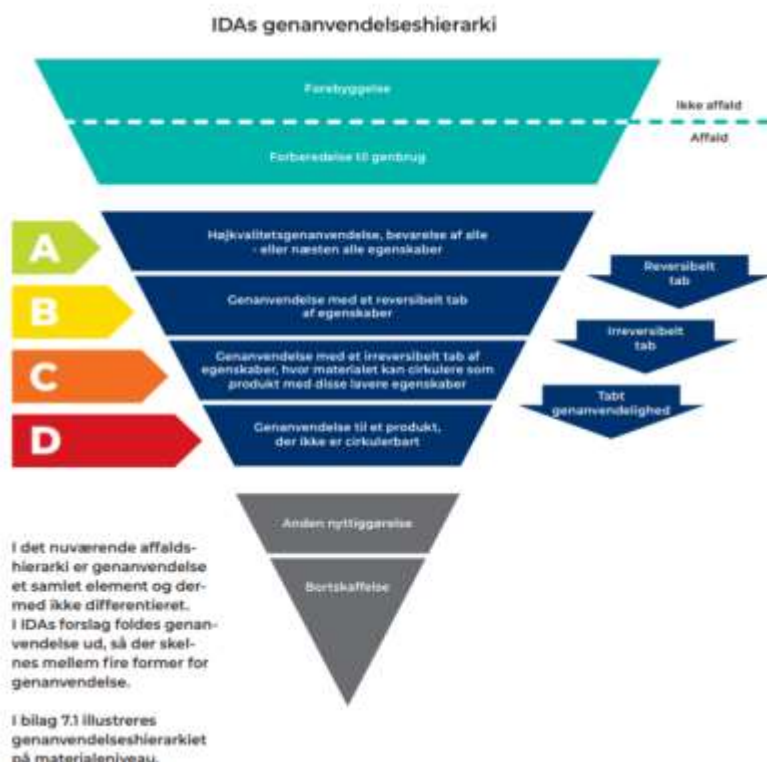 IDAs genanvendelseshierarki
Forebyggelse
Ikke affald
Affald
Forberedelse til genbrug
A
Højkvalitetsgenanvendelse, bevarelse af alle
- eller næsten alle egenskaber
Reversibelt
tab
B
Genanvendelse med et reversibelt tab
af egenskaber
Irreversibelt
tab
C
Genanvendelse med et irreversibelt tab af
egenskaber, hvor materialet kan cirkulere som
produkt med disse lavere egenskaber
Tabt
genanvendelighed
D
Genanvendelse til et produkt,
der ikke er cirkulerbart
Anden nyttiggørelse
Bortskaffelse
I det nuværende affalds-
hierarki er genanvendelse
et samlet element og der-
med ikke differentieret.
I IDAs forslag foldes genan-
vendelse ud, så der skel-
nes mellem fire former for
genanvendelse.
I bilag 7.1 illustreres
genanvendelseshierarkiet
på materialeniveau.